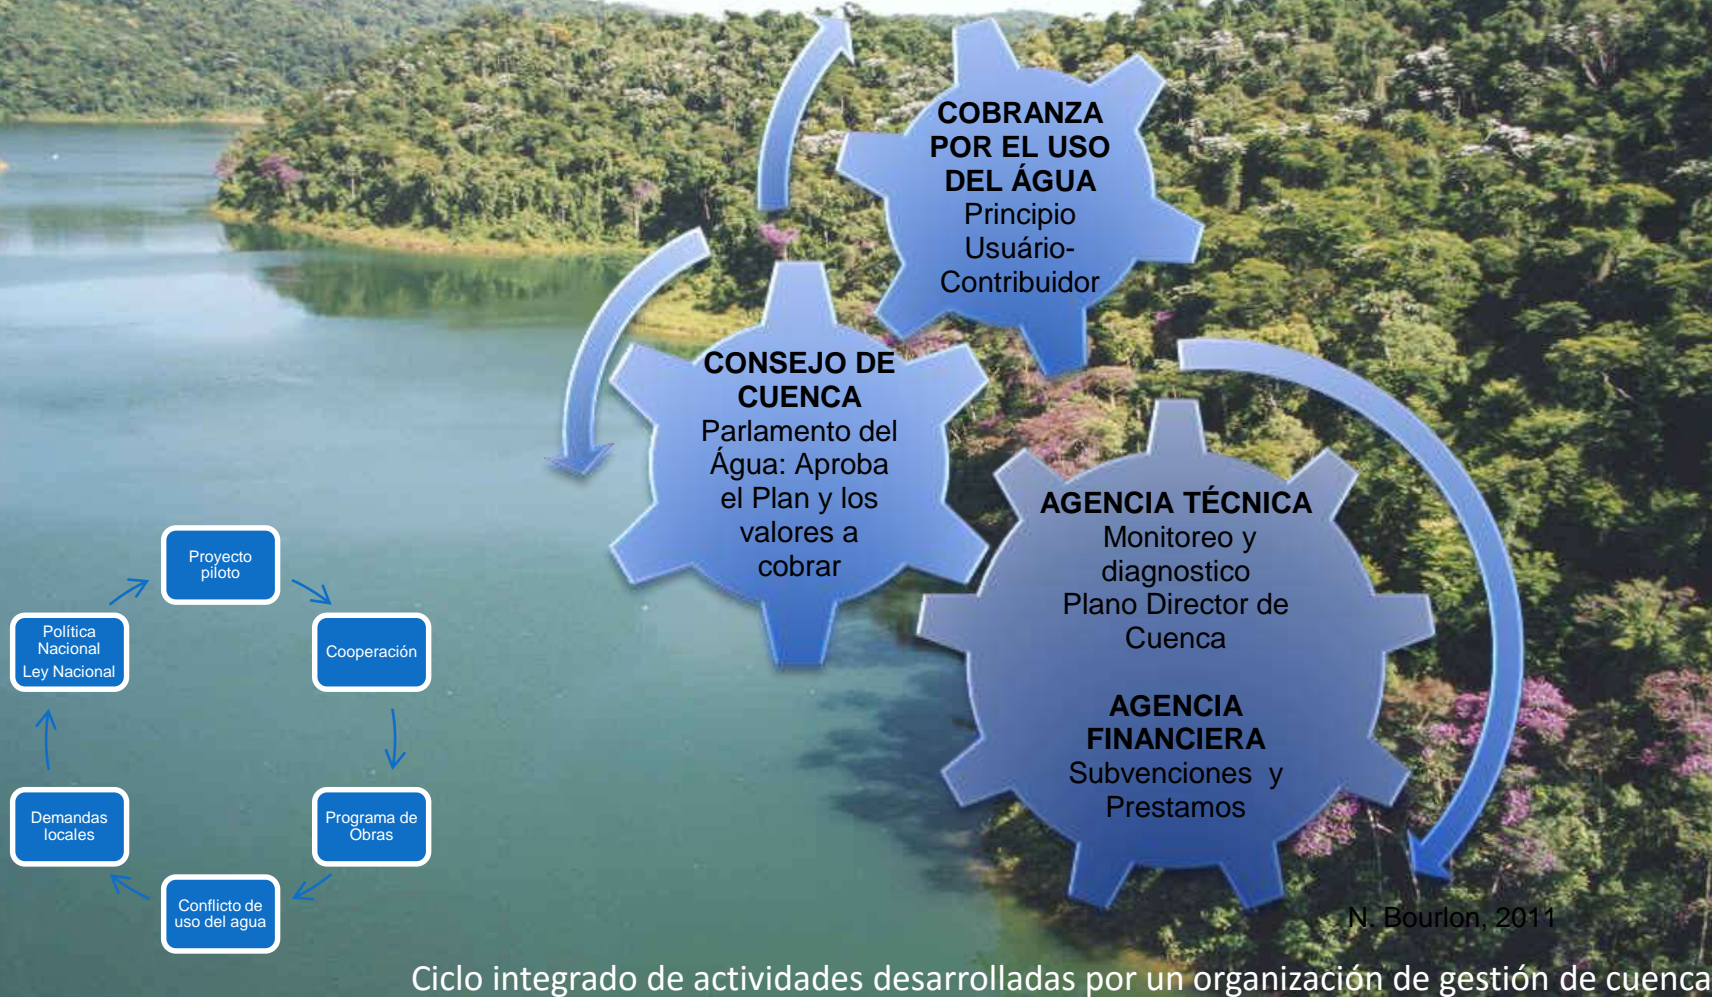 COBRANZA
POR EL USO
DEL ÁGUA
Principio
Usuário-
Contribuidor
CONSEJO DE
CUENCA
Parlamento del
Água: Aproba
el Plan y los
valores a
cobrar
AGENCIA TÉCNICA
Monitoreo y
diagnostico
Plano Director de
Cuenca
AGENCIA
FINANCIERA
Subvenciones y
Prestamos
Proyecto
piloto
Cooperación
Programa de
Obras
Conflicto de
uso del agua
Demandas
locales
Política
Nacional
Ley Nacional
N. Bourlon, 2011
Ciclo integrado de actividades desarrolladas por un organización de gestión de cuenca